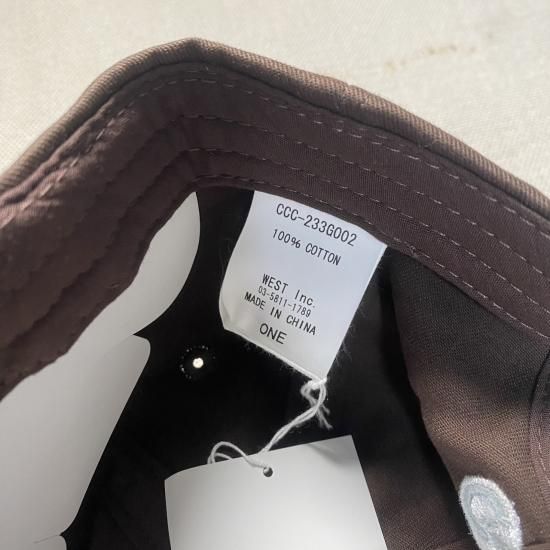 CCC-233G002
100% COTTON
WEST Inc.
03-5811-1789
MADE IN CHINA
ONE